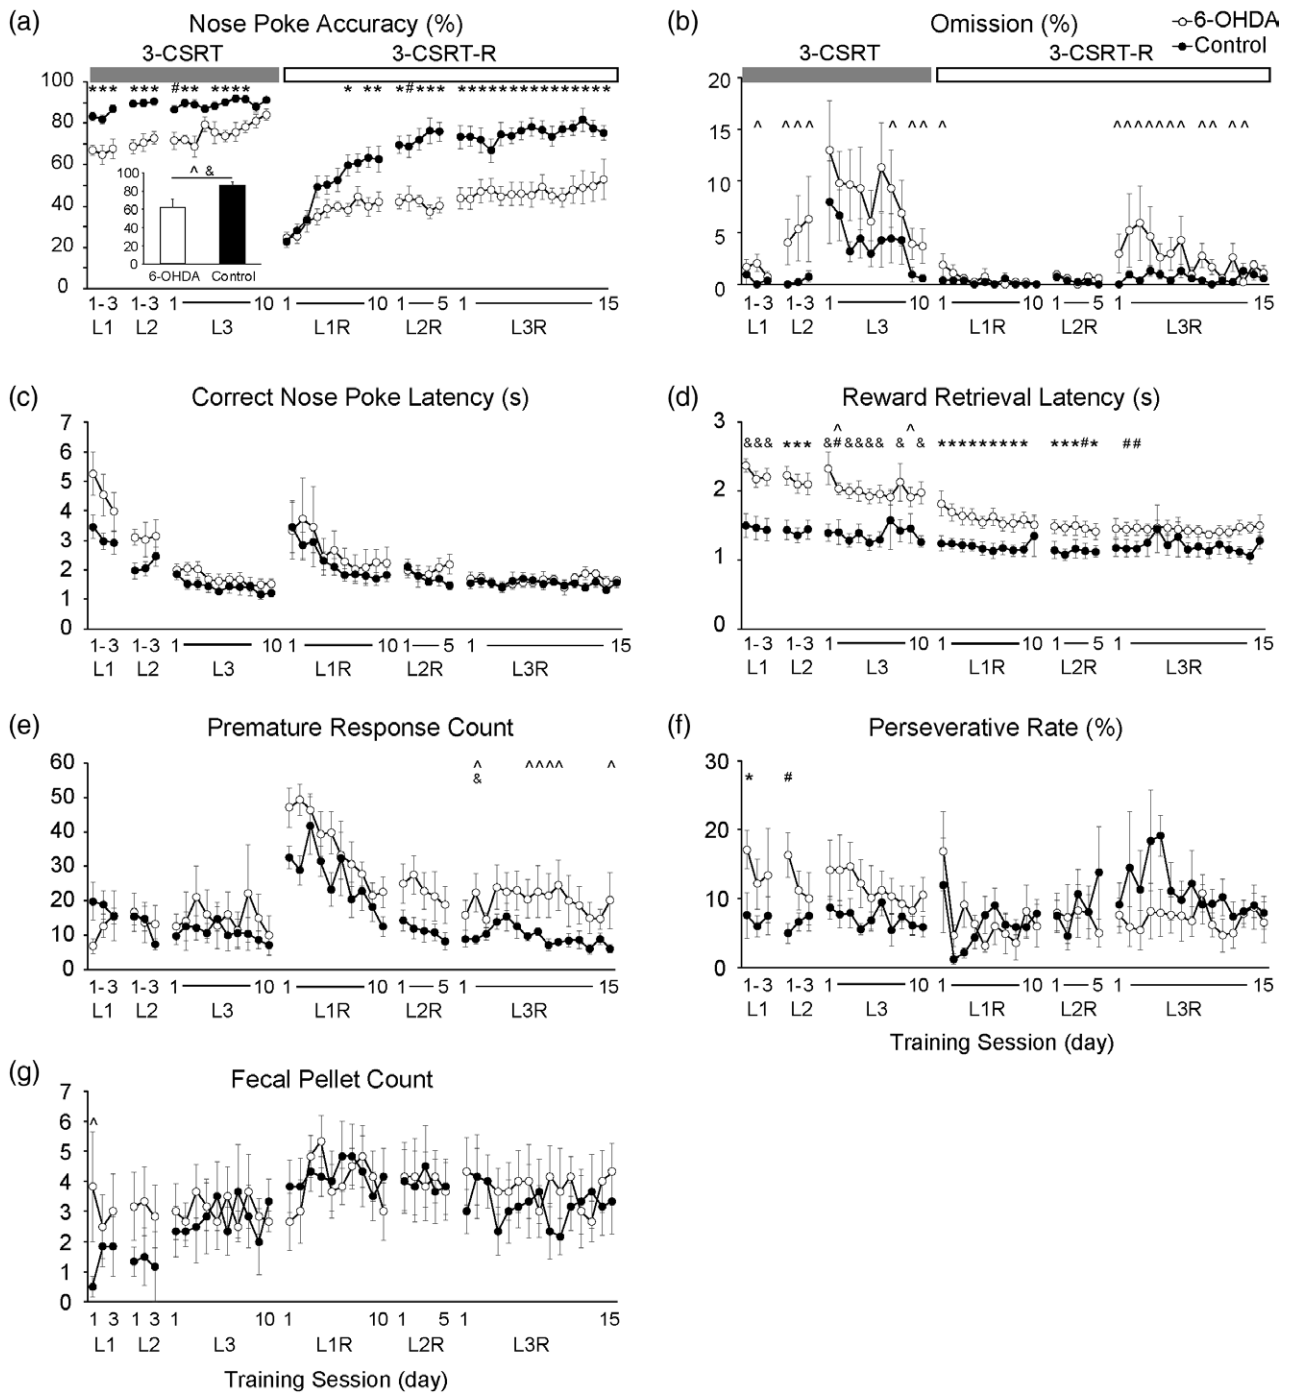 (a) Nose Poke Accuracy (%)
3-CSRT 3-CSRT-R
100
80
60
40
20
0
*** *** #** **** * ** *#*** ***************
^ &
100
80
60
40
20
0
6-OHDA Control
1-3 1-3 1 10 1 10 1 5 1 15
L1 L2 L3 L1R L2R L3R
(b) Omission (%)
6-OHDA
Control
3-CSRT 3-CSRT-R
20
15
10
5
0
^ ^^^ ^ ^^ ^ ^^^^^^^ ^^ ^^
1-3 1-3 1 10 1 10 1 5 1 15
L1 L2 L3 L1R L2R L3R
(c) Correct Nose Poke Latency (s)
7
6
5
4
3
2
1
0
1-3 1-3 1 10 1 10 1 5 1 15
L1 L2 L3 L1R L2R L3R
(d) Reward Retrieval Latency (s)
3
2
1
0
^ ^
&&& *** &#&&&& & & ********* ***#* ##
1-3 1-3 1 10 1 10 1 5 1 15
L1 L2 L3 L1R L2R L3R
(e) Premature Response Count
60
50
40
30
20
10
0
^ ^^^^ ^
&
1-3 1-3 1 10 1 10 1 5 1 15
L1 L2 L3 L1R L2R L3R
(f) Perseverative Rate (%)
30
20
10
0
* #
1-3 1-3 1 10 1 10 1 5 1 15
L1 L2 L3 L1R L2R L3R
Training Session (day)
(g) Fecal Pellet Count
7
6
5
4
3
2
1
0
^
1 3 1 3 1 10 1 10 1 5 1 15
L1 L2 L3 L1R L2R L3R
Training Session (day)